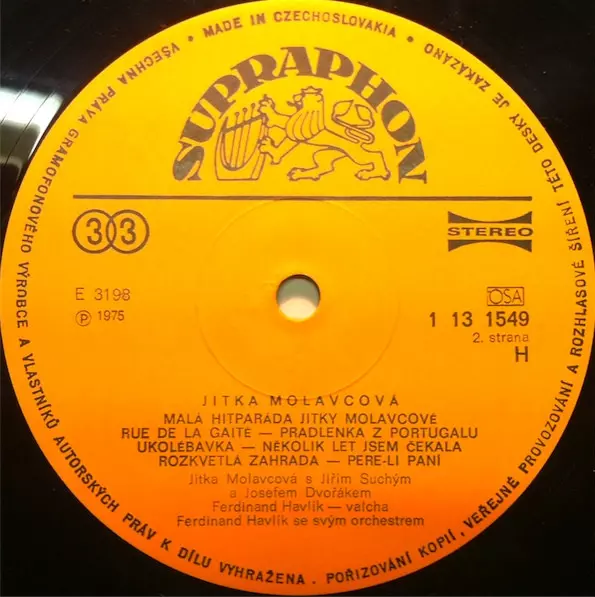 VŠECHNA PRÁVA GRAMOFONOVÉHO VÝROBCE A VLASTNÍKŮ AUTORSKÝCH PRÁV K DÍLU VYHRAŽENA . POŘIZOVÁNÍ KOPIÍ, VEŘEJNÉ PROVOZOVÁNÍ A ROZHLASOVÉ ŠÍŘENÍ TÉTO DESKY JE ZAKÁZÁNO • MADE IN CZECHOSLOVAKIA •
SUPRAPHON
33
STEREO
E 3198
Ⓟ 1975
OSA
1 13 1549
2. strana
H
JITKA MOLAVCOVÁ
MALÁ HITPARÁDA JITKY MOLAVCOVÉ
RUE DE LA GAITÉ — PRADLENKA Z PORTUGALU
UKOLÉBAVKA — NĚKOLIK LET JSEM ČEKALA
ROZKVETLÁ ZAHRADA — PERE-LI PANÍ
Jitka Molavcová s Jiřím Suchým
a Josefem Dvořákem
Ferdinand Havlík — valcha
Ferdinand Havlík se svým orchestrem